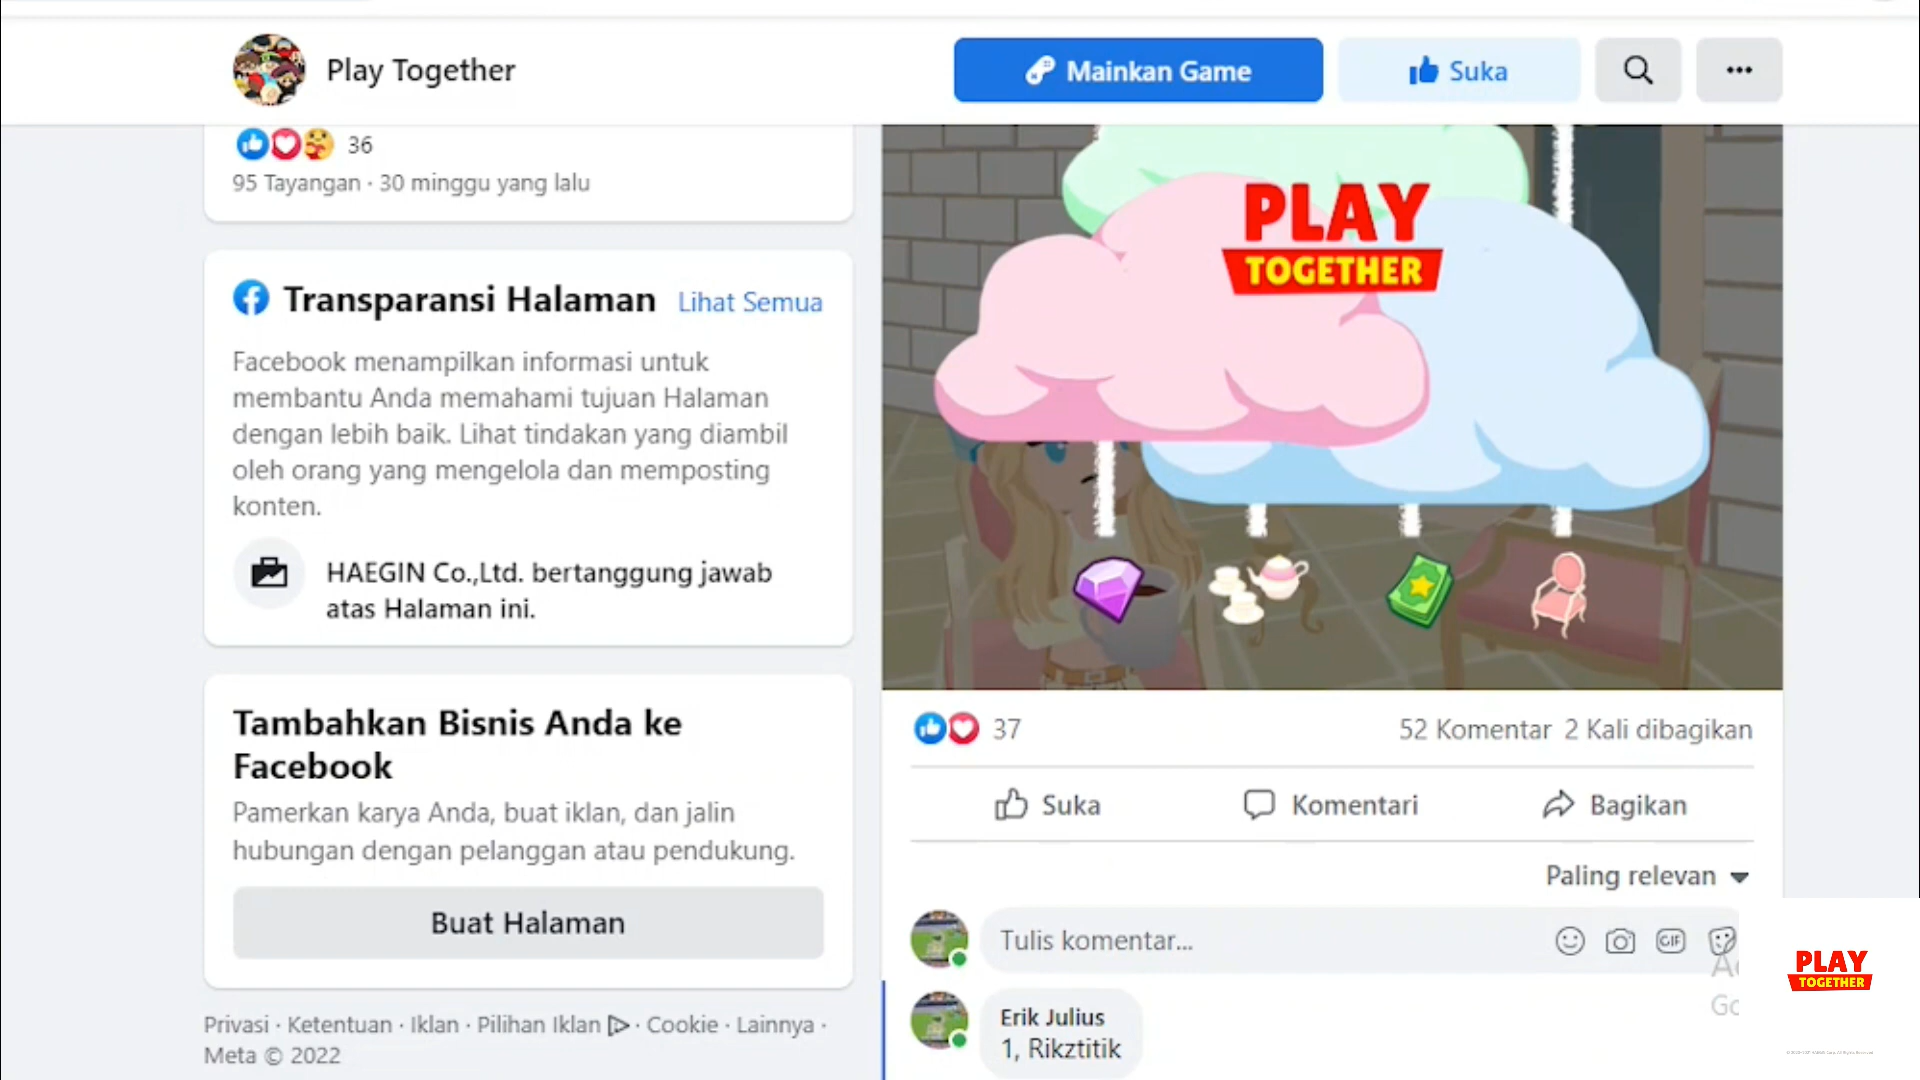 Play Together
Mainkan Game
Suka
36
95 Tayangan · 30 minggu yang lalu
Transparansi Halaman
Lihat Semua
Facebook menampilkan informasi untuk
membantu Anda memahami tujuan Halaman
dengan lebih baik. Lihat tindakan yang diambil
oleh orang yang mengelola dan memposting
konten.
HAEGIN Co.,Ltd. bertanggung jawab
atas Halaman ini.
Tambahkan Bisnis Anda ke
Facebook
Pamerkan karya Anda, buat iklan, dan jalin
hubungan dengan pelanggan atau pendukung.
Buat Halaman
Privasi · Ketentuan · Iklan · Pilihan Iklan · Cookie · Lainnya ·
Meta © 2022
PLAY
TOGETHER
37
52 Komentar 2 Kali dibagikan
Suka
Komentari
Bagikan
Paling relevan
Tulis komentar...
GIF
Erik Julius
1, Rikztitik
PLAY
TOGETHER